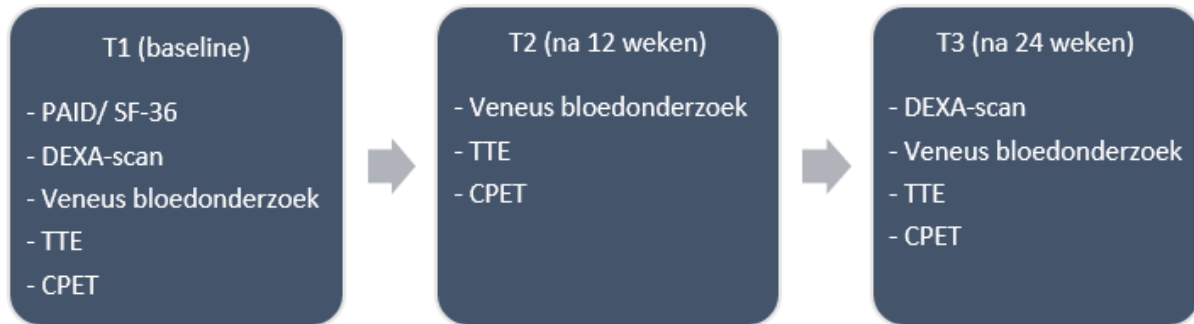 T1 (baseline)
- PAID/ SF-36
- DEXA-scan
- Veneus bloedonderzoek
- TTE
- CPET
T2 (na 12 weken)
- Veneus bloedonderzoek
- TTE
- CPET
T3 (na 24 weken)
- DEXA-scan
- Veneus bloedonderzoek
- TTE
- CPET